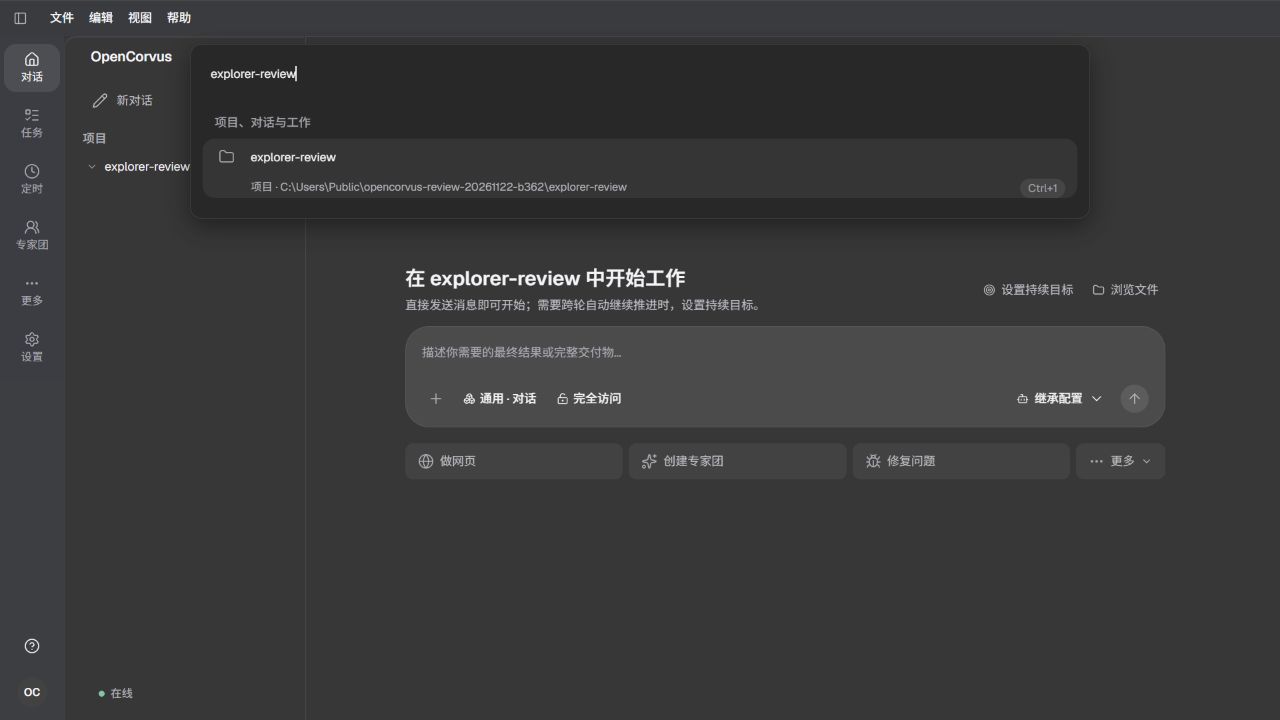 文件 编辑 视图 帮助
对话
任务
定时
专家团
更多
设置
OC
OpenCorvus
新对话
项目
explorer-review
在线
explorer-review
项目、对话与工作
explorer-review
项目 · C:\Users\Public\opencorvus-review-20261122-b362\explorer-review
Ctrl+1
在 explorer-review 中开始工作
直接发送消息即可开始；需要跨轮自动继续推进时，设置持续目标。
设置持续目标 浏览文件
描述你需要的最终结果或完整交付物...
通用 · 对话 完全访问 继承配置
做网页 创建专家团 修复问题 更多